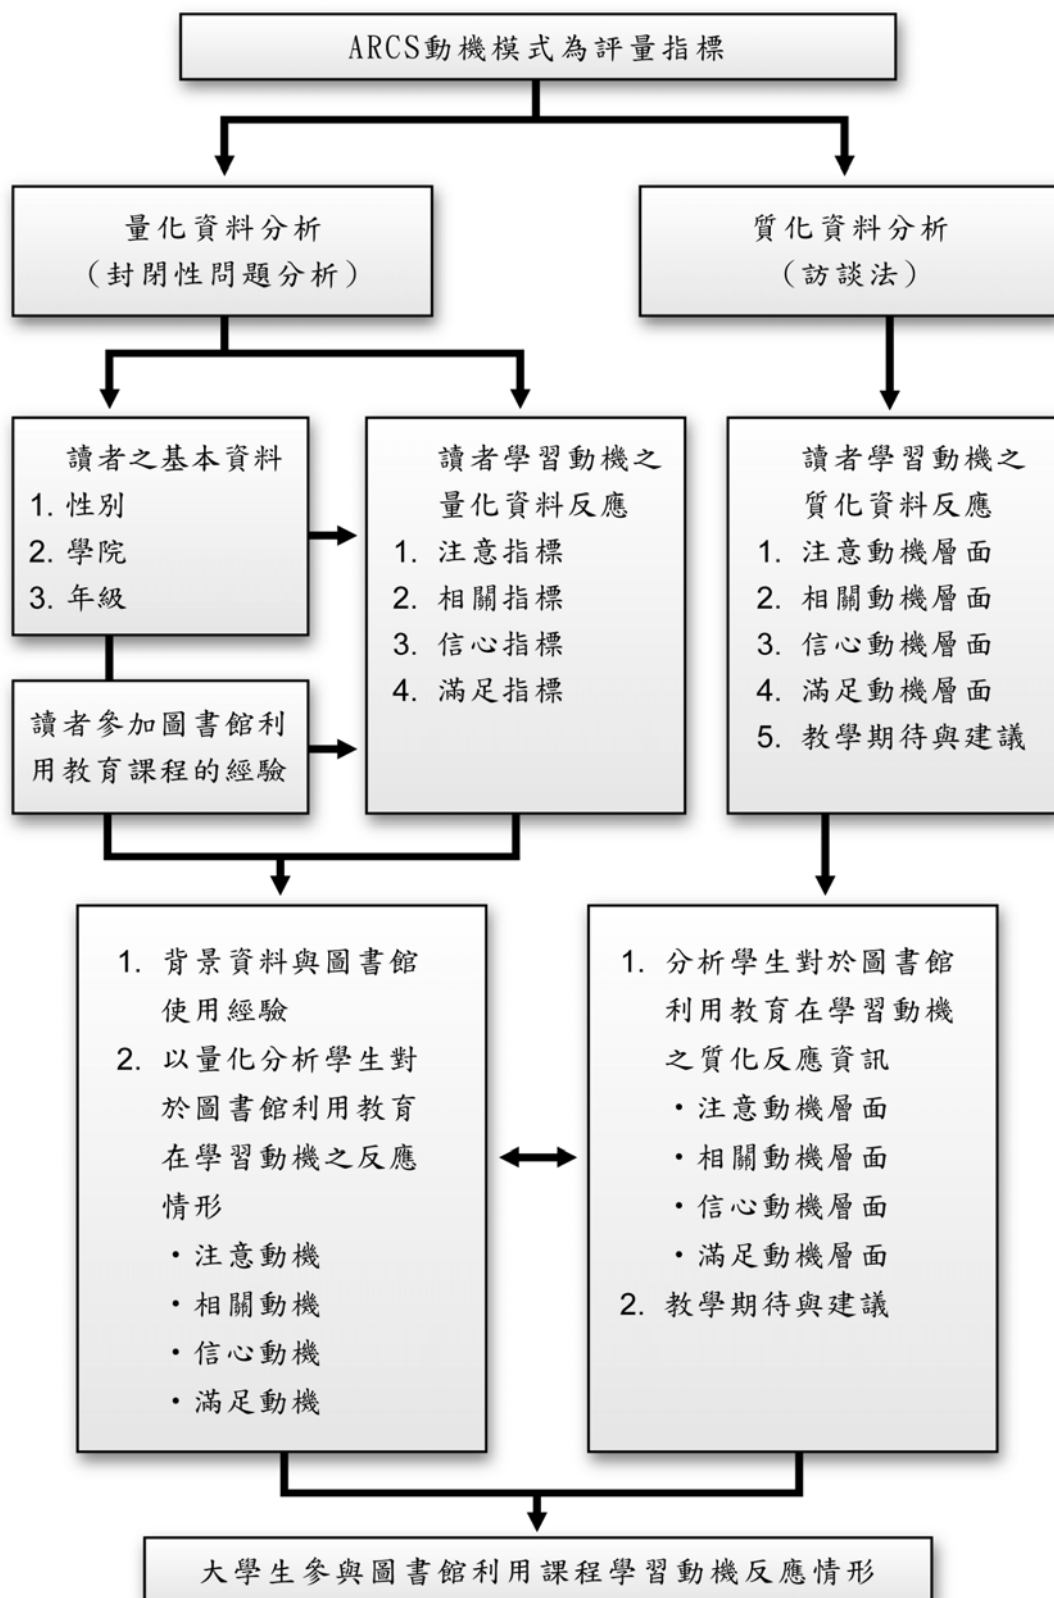 ARCS動機模式為評量指標
量化資料分析
(封閉性問題分析)
質化資料分析
(訪談法)
讀者之基本資料
1. 性別
2. 學院
3. 年級
讀者參加圖書館利
用教育課程的經驗
讀者學習動機之
量化資料反應
1. 注意指標
2. 相關指標
3. 信心指標
4. 滿足指標
讀者學習動機之
質化資料反應
1. 注意動機層面
2. 相關動機層面
3. 信心動機層面
4. 滿足動機層面
5. 教學期待與建議
1. 背景資料與圖書館
使用經驗
2. 以量化分析學生對
於圖書館利用教育
在學習動機之反應
情形
・注意動機
・相關動機
・信心動機
・滿足動機
1. 分析學生對於圖書館
利用教育在學習動機
之質化反應資訊
・注意動機層面
・相關動機層面
・信心動機層面
・滿足動機層面
2. 教學期待與建議
大學生參與圖書館利用課程學習動機反應情形